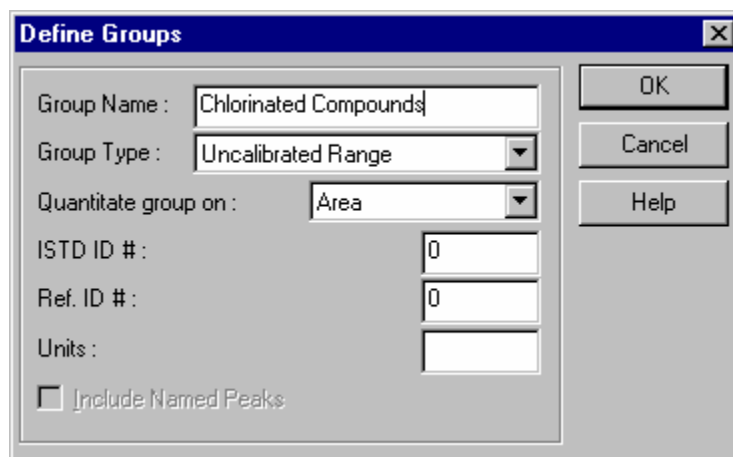 Define Groups
Group Name : Chlorinated Compounds
Group Type : Uncalibrated Range
Quantitate group on : Area
ISTD ID # : 0
Ref. ID # : 0
Units :
Include Named Peaks
OK
Cancel
Help